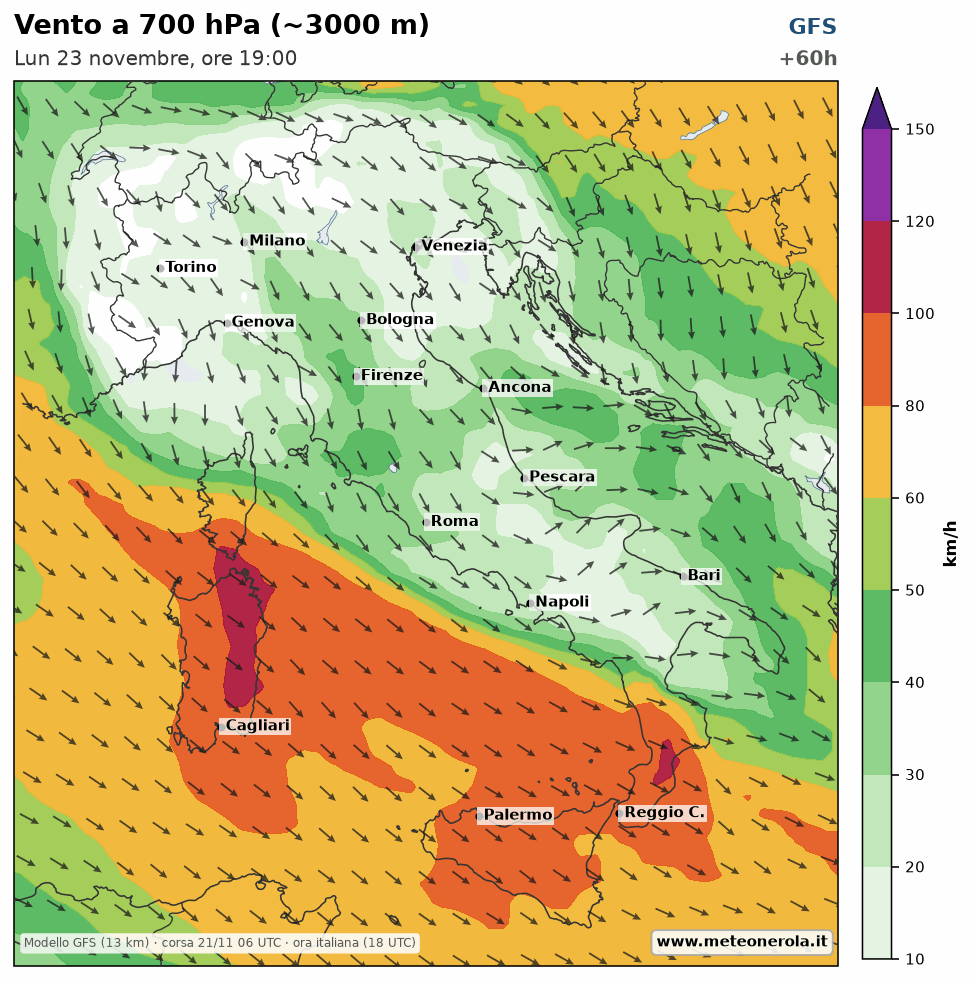 Vento a 700 hPa (~3000 m)
GFS
Lun 23 novembre, ore 19:00
+60h
150
120
Milano
Venezia
Torino
100
Genova
Bologna
Firenze
Ancona
80
Pescara
60
Roma
km/h
Bari
50
Napoli
40
Cagliari
30
Palermo
Reggio C.
20
Modello GFS (13 km) · corsa 21/11 06 UTC · ora italiana (18 UTC)
www.meteonerola.it
10